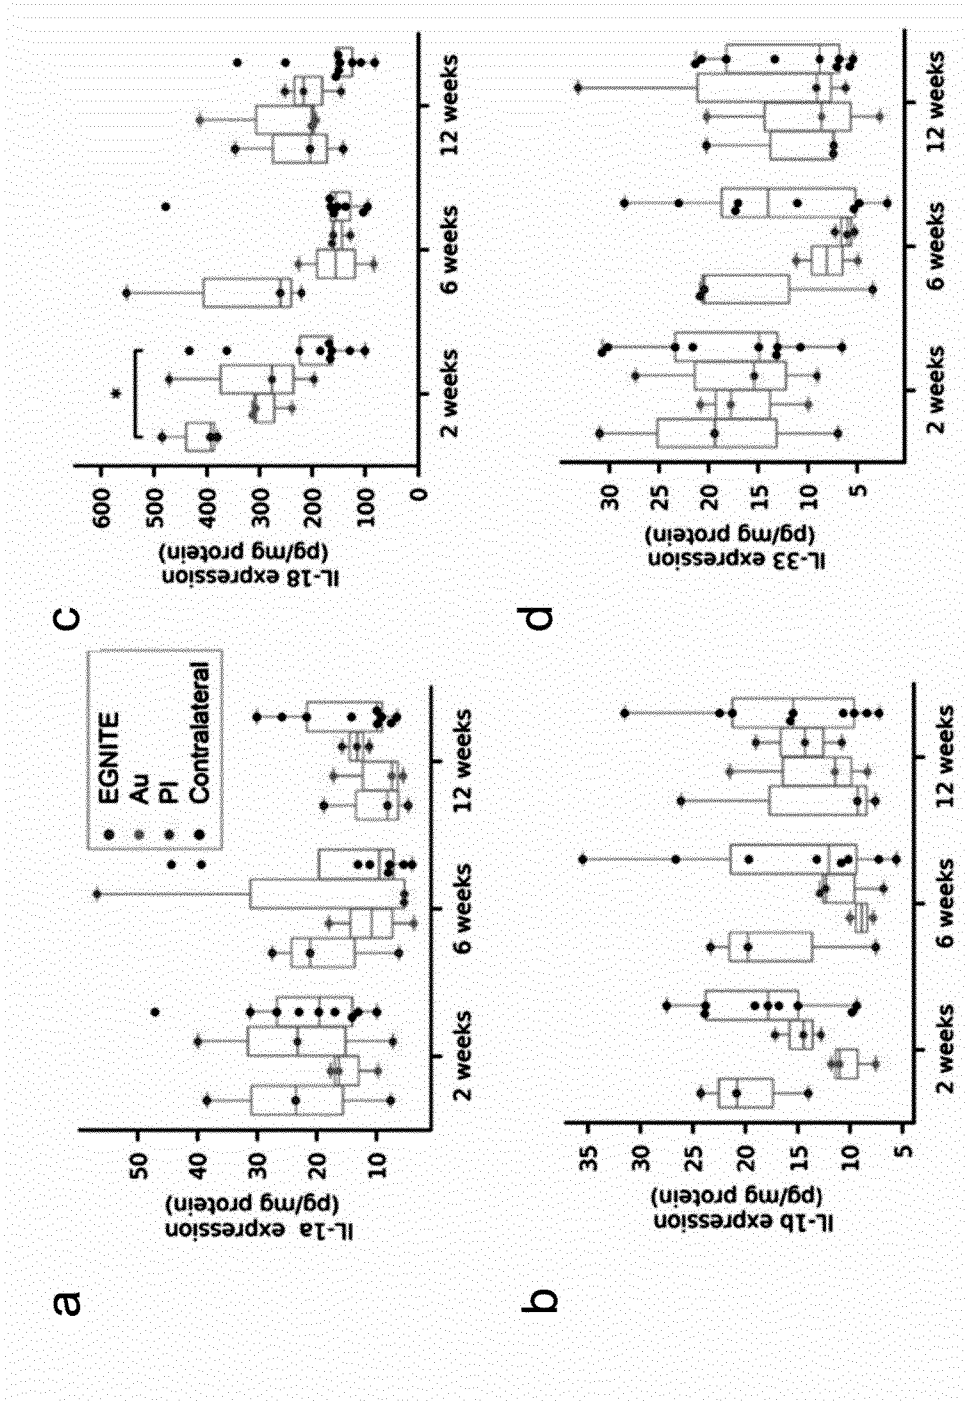 a
IL-1a expression
(pg/mg protein)
50
40
30
20
10
2 weeks
6 weeks
12 weeks
EGNITE
Au
PI
Contralateral
b
IL-1b expression
(pg/mg protein)
35
30
25
20
15
10
5
2 weeks
6 weeks
12 weeks
c
IL-18 expression
(pg/mg protein)
600
500
400
300
200
100
0
*
2 weeks
6 weeks
12 weeks
d
IL-33 expression
(pg/mg protein)
30
25
20
15
10
5
2 weeks
6 weeks
12 weeks